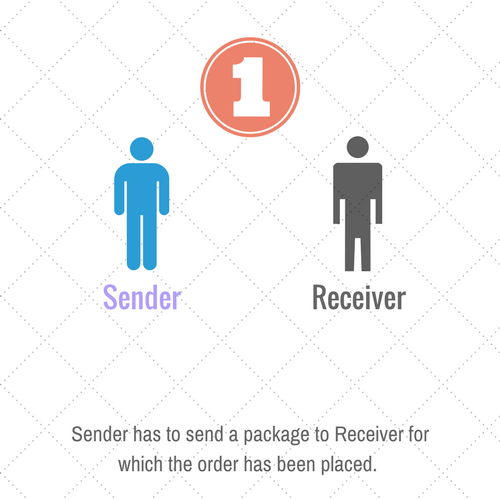 1
Sender Receiver
Sender has to send a package to Receiver for
which the order has been placed.